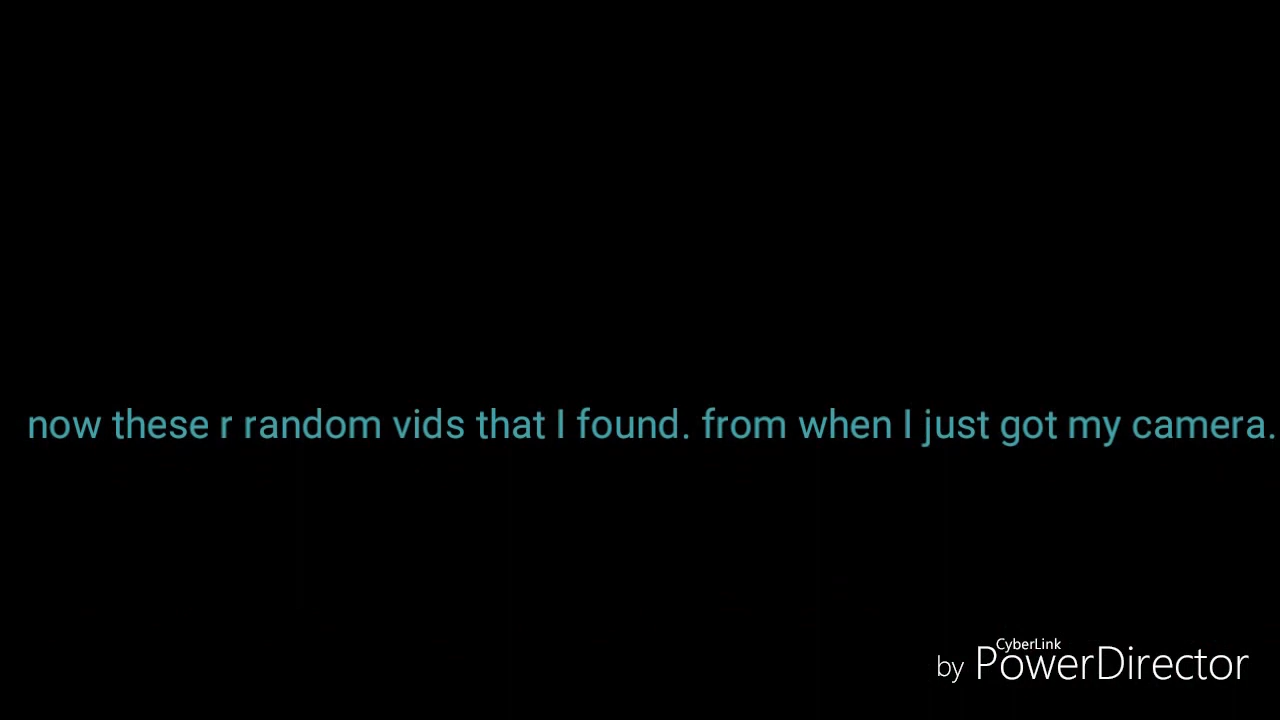 now these r random vids that I found. from when I just got my camera.
CyberLink
by PowerDirector